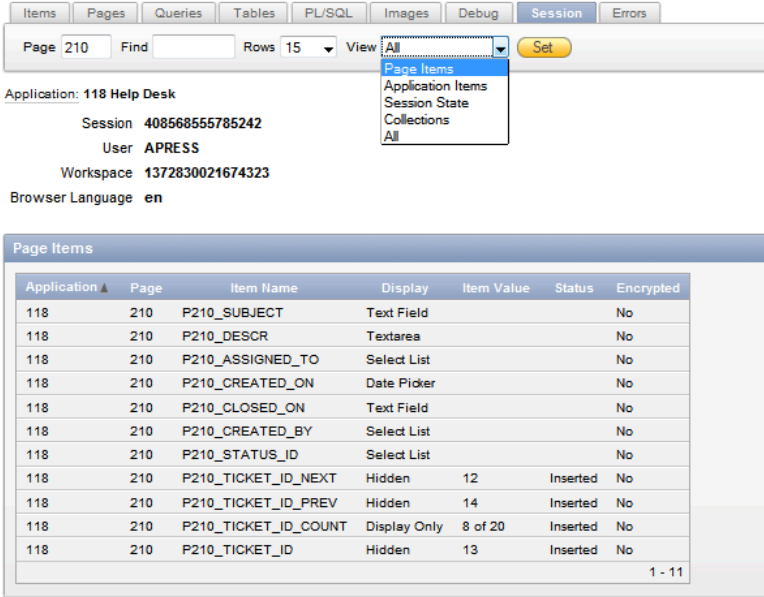 Items Pages Queries Tables PL/SQL Images Debug Session Errors
Page 210 Find Rows 15 View All Set
Page Items
Application Items
Session State
Collections
All
Application: 118 Help Desk
Session 408568555785242
User APRESS
Workspace 1372830021674323
Browser Language en
Page Items
Application Page Item Name Display Item Value Status Encrypted
118 210 P210_SUBJECT Text Field No
118 210 P210_DESCR Textarea No
118 210 P210_ASSIGNED_TO Select List No
118 210 P210_CREATED_ON Date Picker No
118 210 P210_CLOSED_ON Text Field No
118 210 P210_CREATED_BY Select List No
118 210 P210_STATUS_ID Select List No
118 210 P210_TICKET_ID_NEXT Hidden 12 Inserted No
118 210 P210_TICKET_ID_PREV Hidden 14 Inserted No
118 210 P210_TICKET_ID_COUNT Display Only 8 of 20 Inserted No
118 210 P210_TICKET_ID Hidden 13 Inserted No
1 - 11